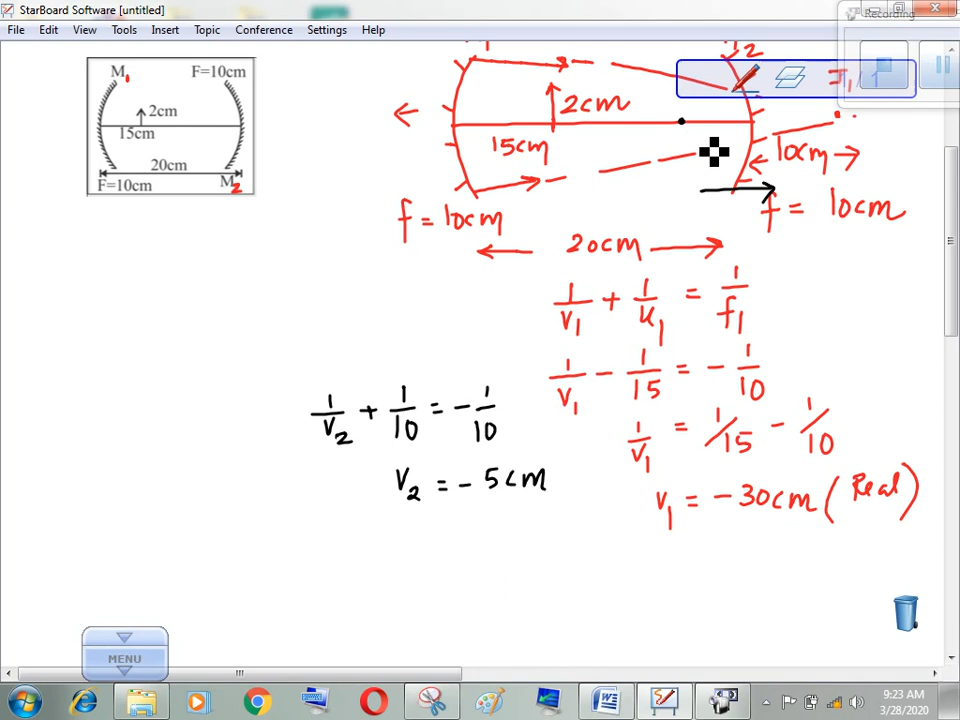 StarBoard Software [untitled]
Recording
File Edit View Tools Insert Transfer Conference Settings Help
M1 F=10cm
2cm
15cm
20cm
F=10cm M2
2
2cm
15cm
10cm
f = 10cm
f = 10cm
20cm
1/v1 + 1/u1 = 1/f1
1/v1 - 1/15 = - 1/10
1/v1 = 1/15 - 1/10
v1 = - 30cm (Real)
1/v2 + 1/10 = - 1/10
v2 = - 5cm
MENU
9:23 AM
3/28/2020